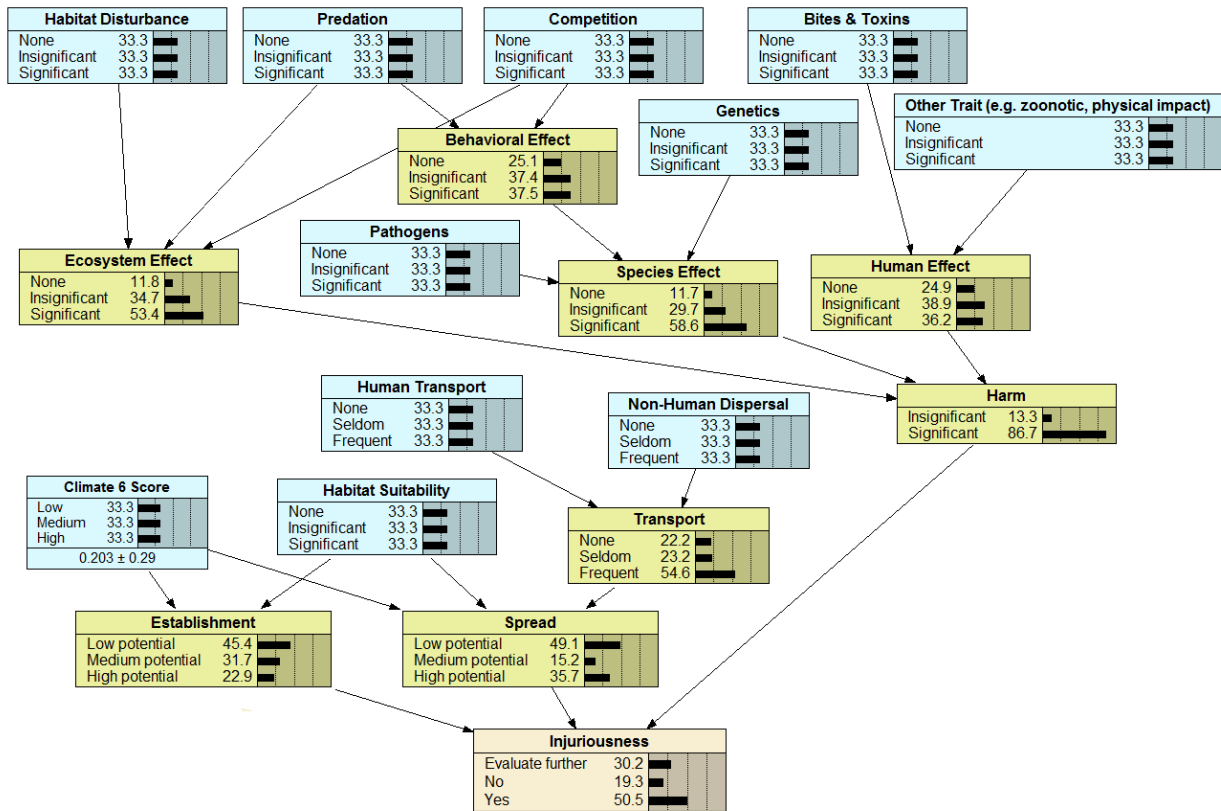 Habitat Disturbance
None 33.3
Insignificant 33.3
Significant 33.3
Predation
None 33.3
Insignificant 33.3
Significant 33.3
Competition
None 33.3
Insignificant 33.3
Significant 33.3
Bites & Toxins
None 33.3
Insignificant 33.3
Significant 33.3
Genetics
None 33.3
Insignificant 33.3
Significant 33.3
Other Trait (e.g. zoonotic, physical impact)
None 33.3
Insignificant 33.3
Significant 33.3
Behavioral Effect
None 25.1
Insignificant 37.4
Significant 37.5
Pathogens
None 33.3
Insignificant 33.3
Significant 33.3
Ecosystem Effect
None 11.8
Insignificant 34.7
Significant 53.4
Species Effect
None 11.7
Insignificant 29.7
Significant 58.6
Human Effect
None 24.9
Insignificant 38.9
Significant 36.2
Human Transport
None 33.3
Seldom 33.3
Frequent 33.3
Non-Human Dispersal
None 33.3
Seldom 33.3
Frequent 33.3
Harm
Insignificant 13.3
Significant 86.7
Climate 6 Score
Low 33.3
Medium 33.3
High 33.3
0.203 ± 0.29
Habitat Suitability
None 33.3
Insignificant 33.3
Significant 33.3
Transport
None 22.2
Seldom 23.2
Frequent 54.6
Establishment
Low potential 45.4
Medium potential 31.7
High potential 22.9
Spread
Low potential 49.1
Medium potential 15.2
High potential 35.7
Injuriousness
Evaluate further 30.2
No 19.3
Yes 50.5